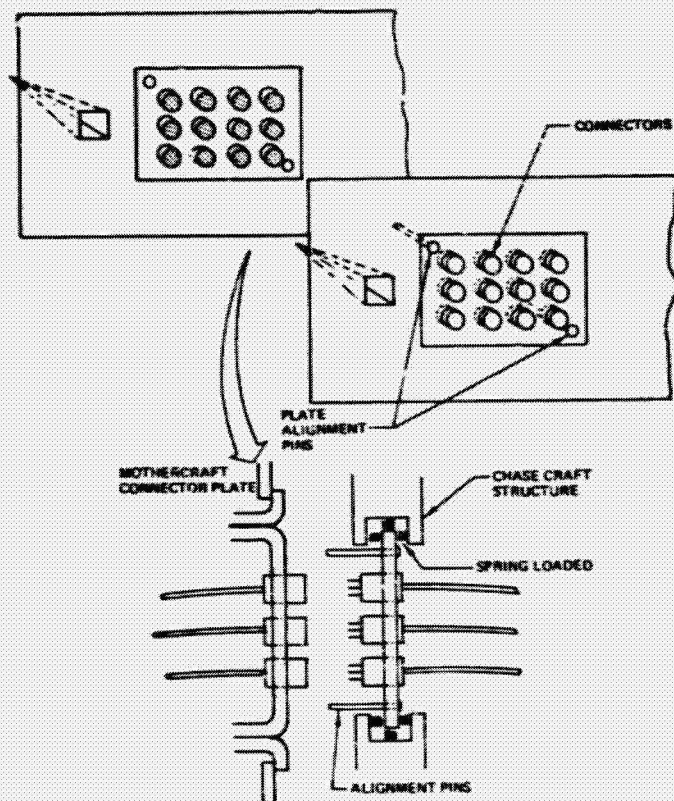 CONNECTORS
PLATE
ALIGNMENT
PINS
MOTHERCRAFT
CONNECTOR PLATE
CHASE CRAFT
STRUCTURE
SPRING LOADED
ALIGNMENT PINS